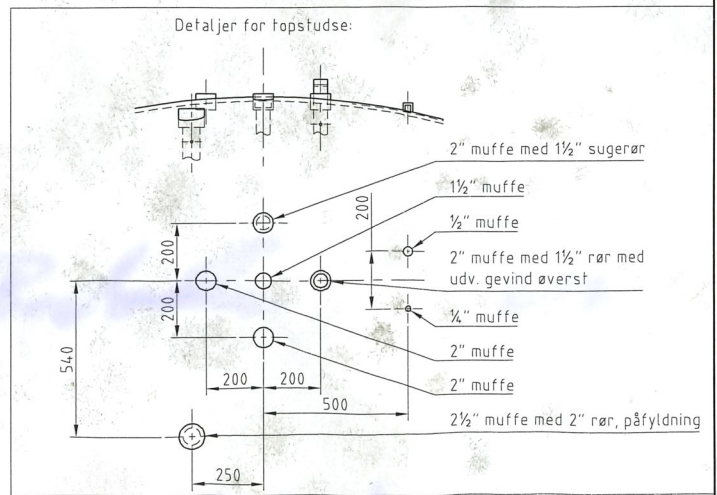 Detaljer for topstudse:
2" muffe med 1½" sugerør
1½" muffe
200
½" muffe
200
2" muffe med 1½" rør med
udv. gevind øverst
200
¼" muffe
540
2" muffe
200
200
2" muffe
500
2½" muffe med 2" rør, påfyldning
250